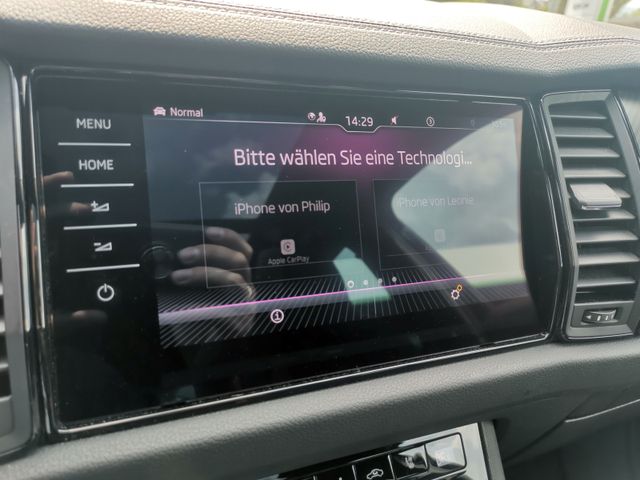 Normal
14:29
MENU
HOME
Bitte wählen Sie eine Technologi...
iPhone von Philip
iPhone von Leonie
Apple CarPlay